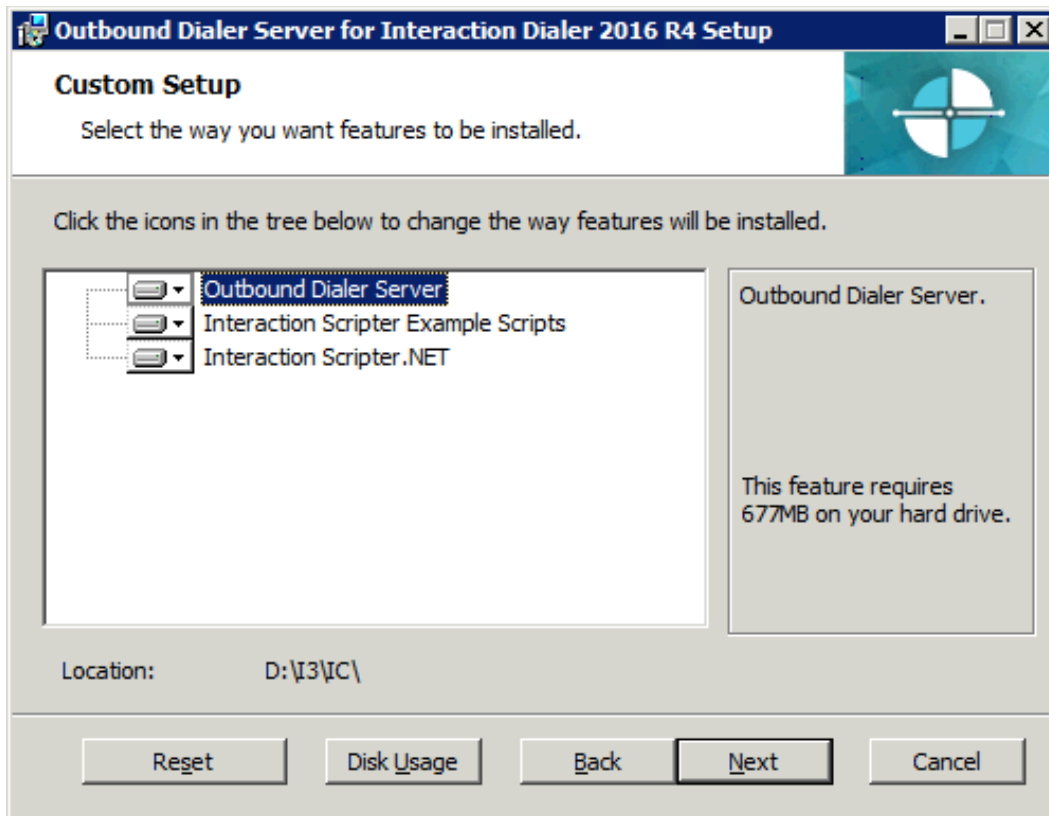 Outbound Dialer Server for Interaction Dialer 2016 R4 Setup
Custom Setup
Select the way you want features to be installed.
Click the icons in the tree below to change the way features will be installed.
Outbound Dialer Server
Interaction Scripter Example Scripts
Interaction Scripter.NET
Outbound Dialer Server.
This feature requires
677MB on your hard drive.
Location: D:\I3\IC\
Reset Disk Usage Back Next Cancel